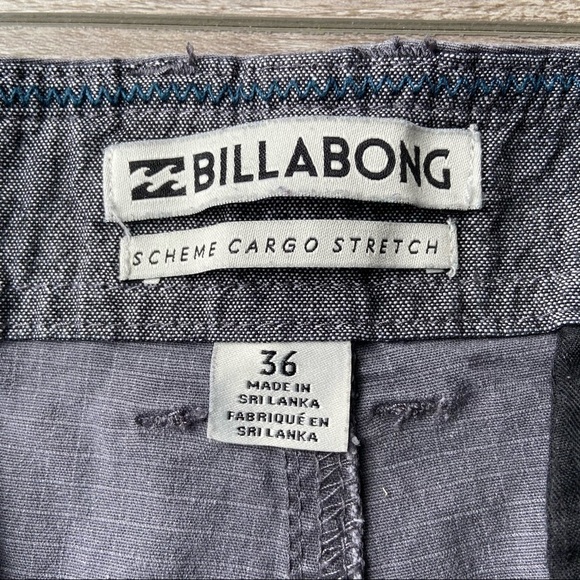 BILLABONG
SCHEME CARGO STRETCH
36
MADE IN
SRI LANKA
FABRIQUÉ EN
SRI LANKA